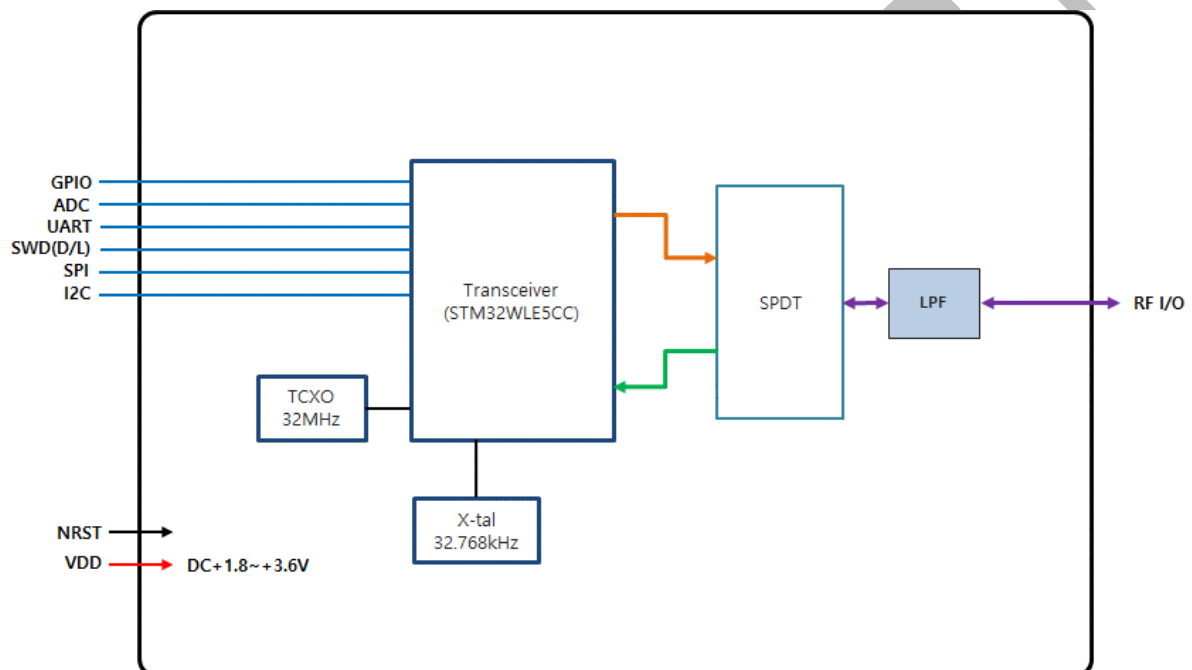 GPIO
ADC
UART
SWD(D/L)
SPI
I2C
Transceiver
(STM32WLE5CC)
SPDT
LPF
RF I/O
TCXO
32MHz
X-tal
32.768kHz
NRST
VDD
DC+1.8~+3.6V